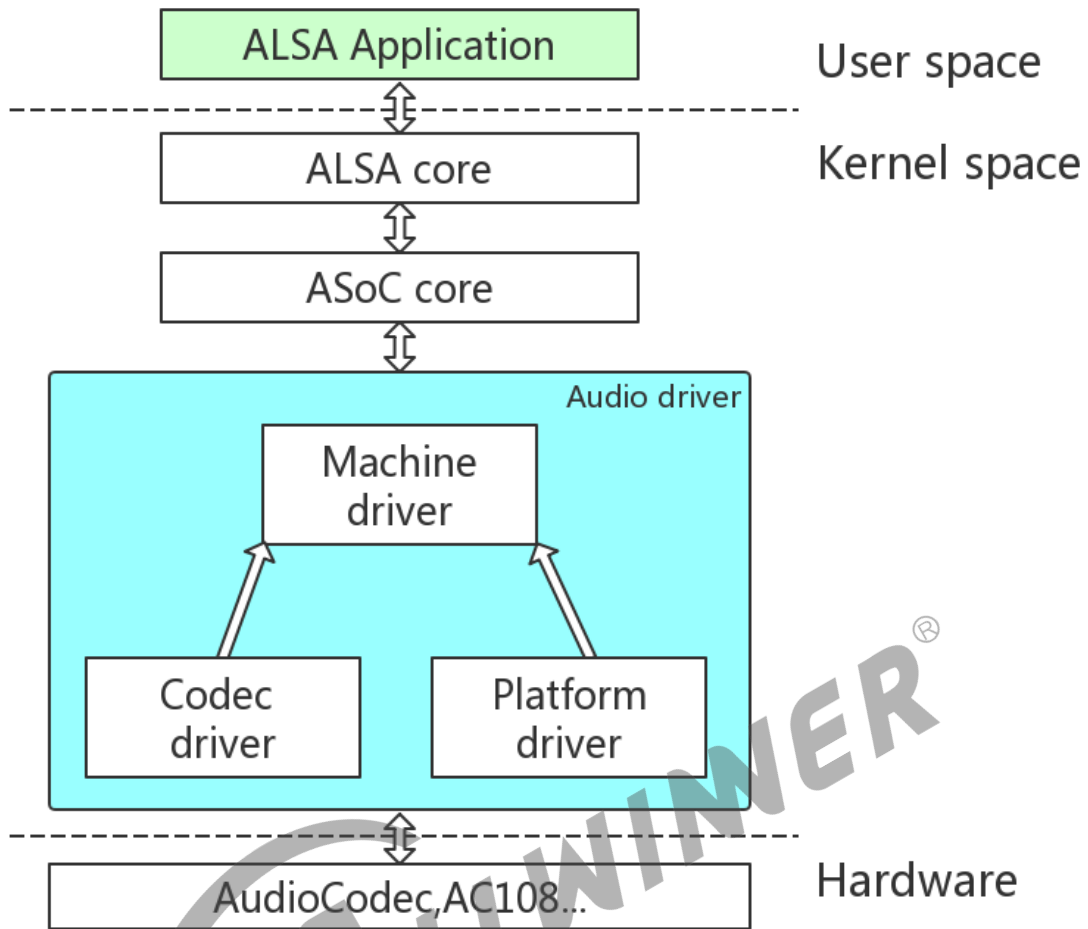 ALSA Application
User space
ALSA core
Kernel space
ASoC core
Audio driver
Machine
driver
Codec
driver
Platform
driver
AudioCodec,AC108...
Hardware
®